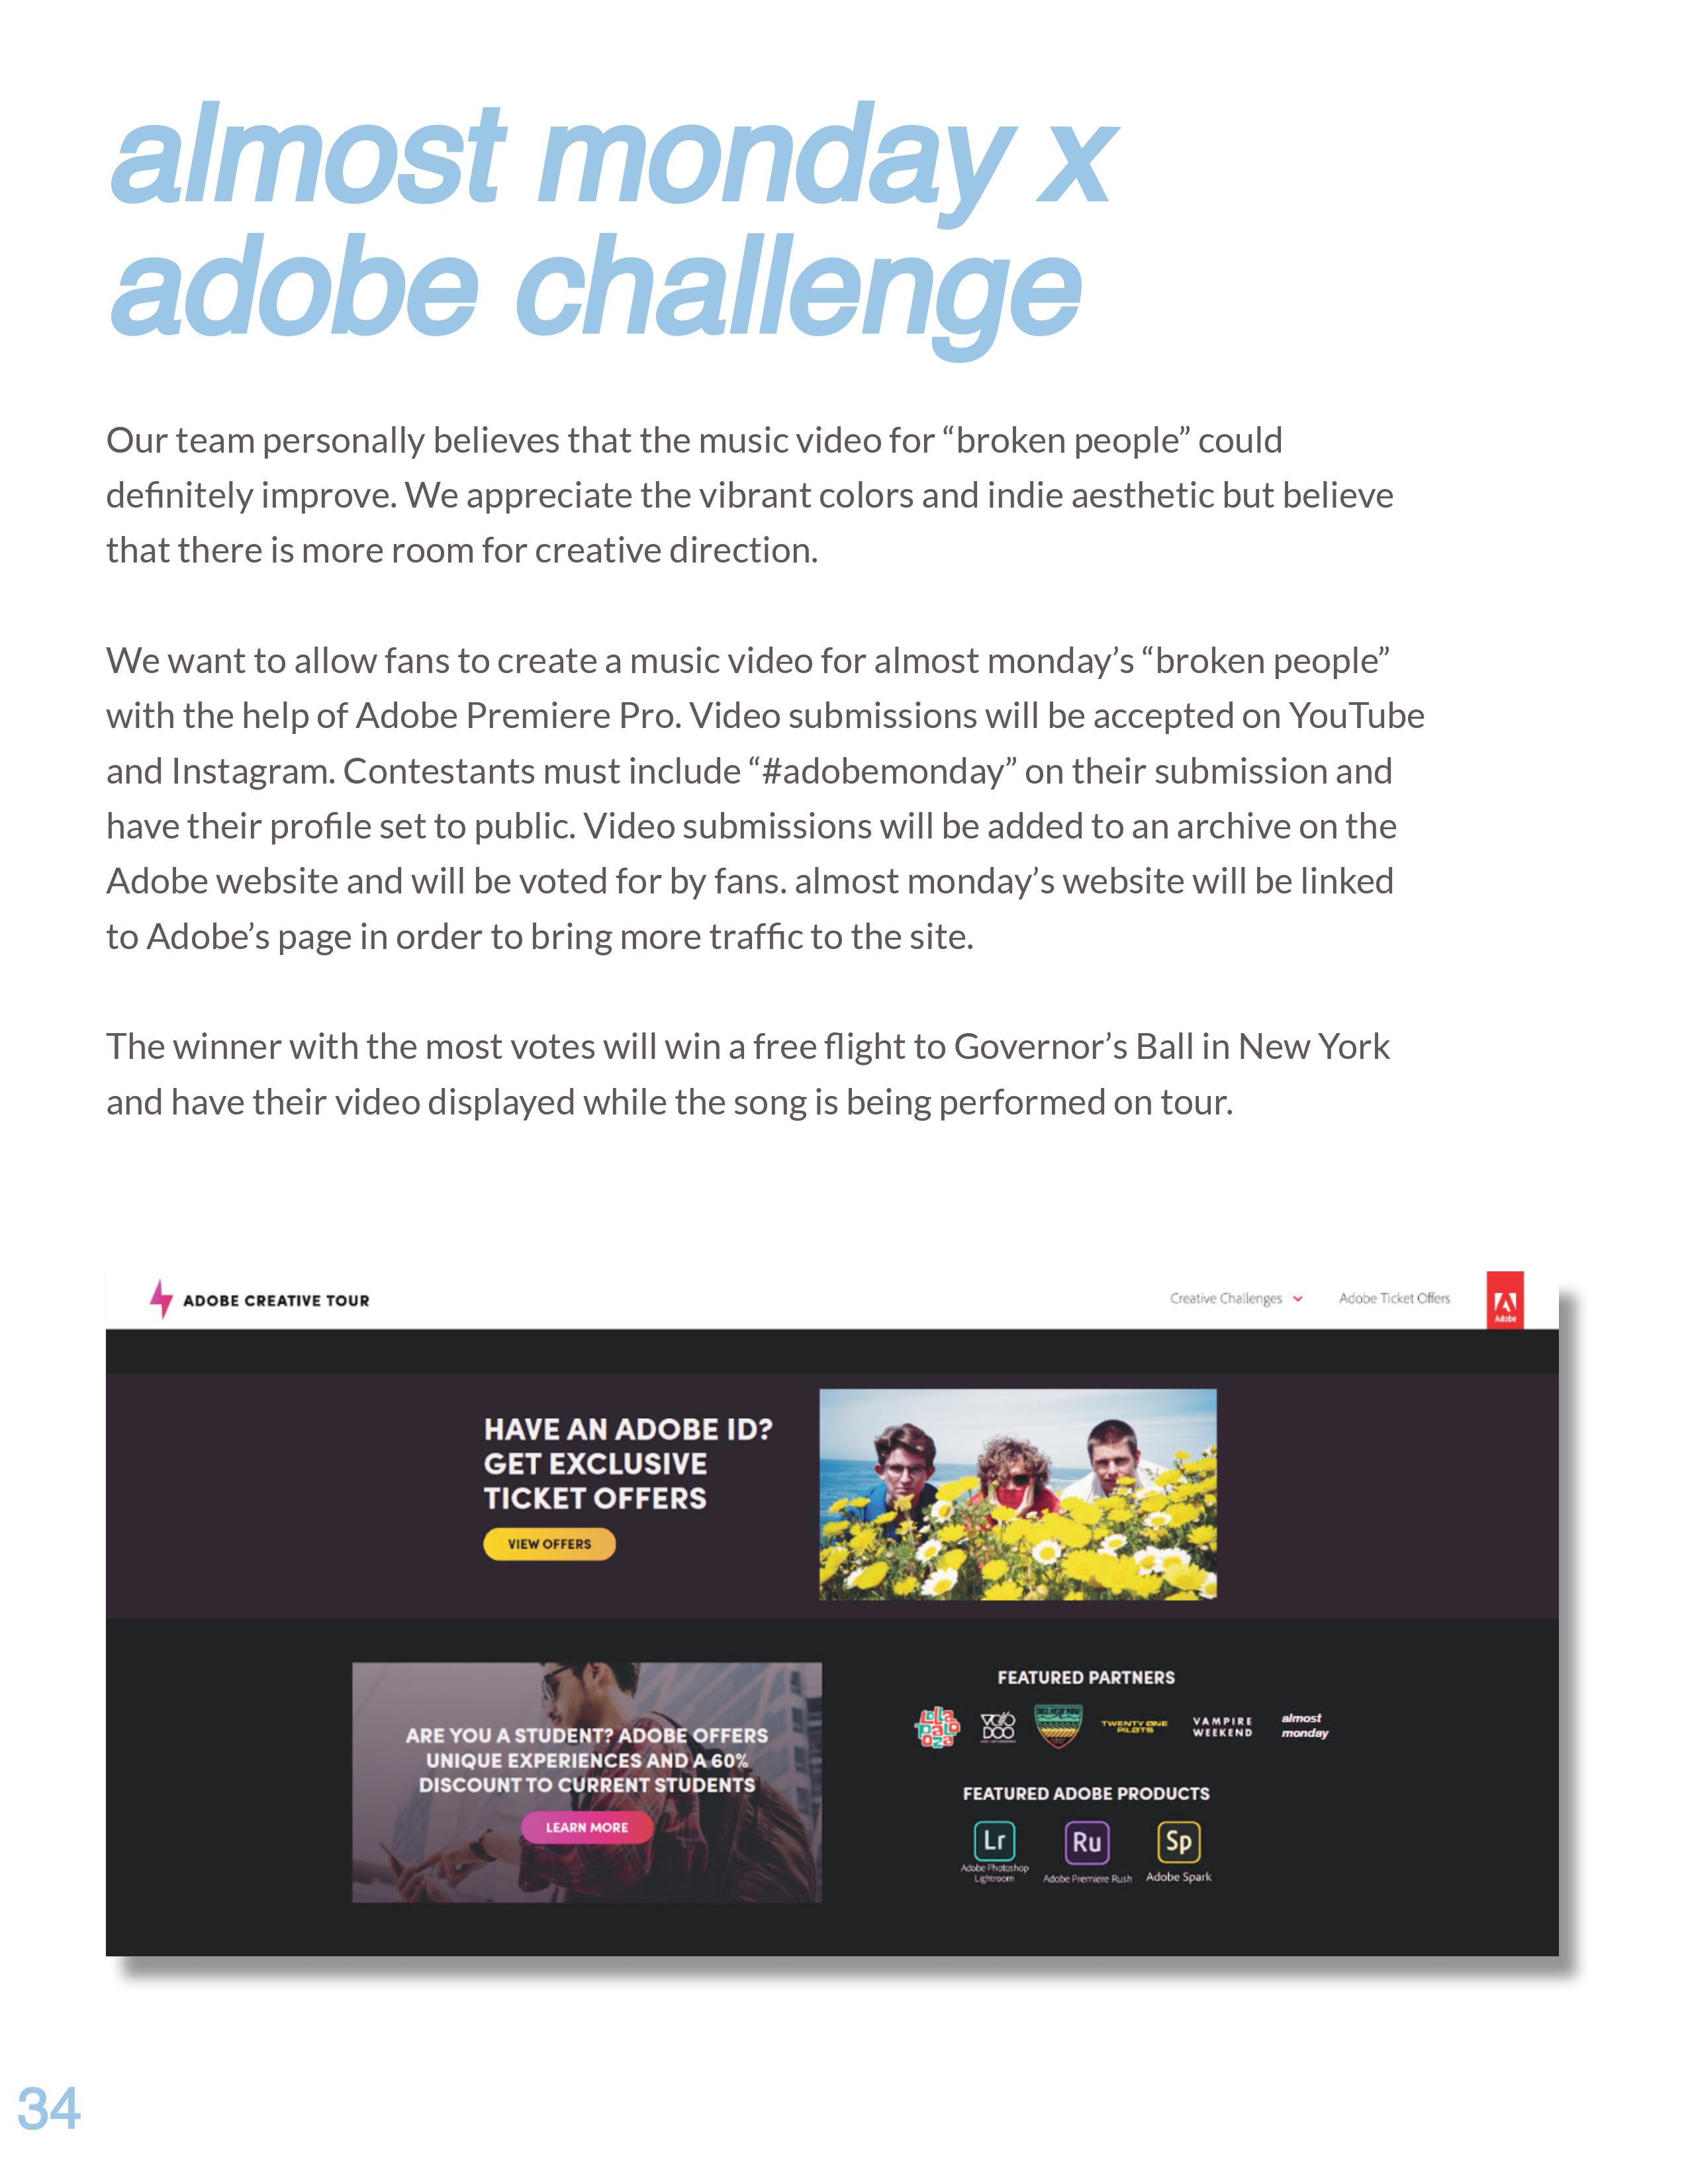 almost monday x
adobe challenge
Our team personally believes that the music video for “broken people” could
definitely improve. We appreciate the vibrant colors and indie aesthetic but believe
that there is more room for creative direction.
We want to allow fans to create a music video for almost monday’s “broken people”
with the help of Adobe Premiere Pro. Video submissions will be accepted on YouTube
and Instagram. Contestants must include “#adobemonday” on their submission and
have their profile set to public. Video submissions will be added to an archive on the
Adobe website and will be voted for by fans. almost monday’s website will be linked
to Adobe’s page in order to bring more traffic to the site.
The winner with the most votes will win a free flight to Governor’s Ball in New York
and have their video displayed while the song is being performed on tour.
ADOBE CREATIVE TOUR
Creative Challenges
Adobe Ticket Offers
Adobe
HAVE AN ADOBE ID?
GET EXCLUSIVE
TICKET OFFERS
VIEW OFFERS
ARE YOU A STUDENT? ADOBE OFFERS
UNIQUE EXPERIENCES AND A 60%
DISCOUNT TO CURRENT STUDENTS
LEARN MORE
FEATURED PARTNERS
Lolla
palo
oza
VOO
DOO
TWENTY ONE
PILOTS
VAMPIRE
WEEKEND
almost
monday
FEATURED ADOBE PRODUCTS
Lr
Adobe Photoshop
Lightroom
Ru
Adobe Premiere Rush
Sp
Adobe Spark
34